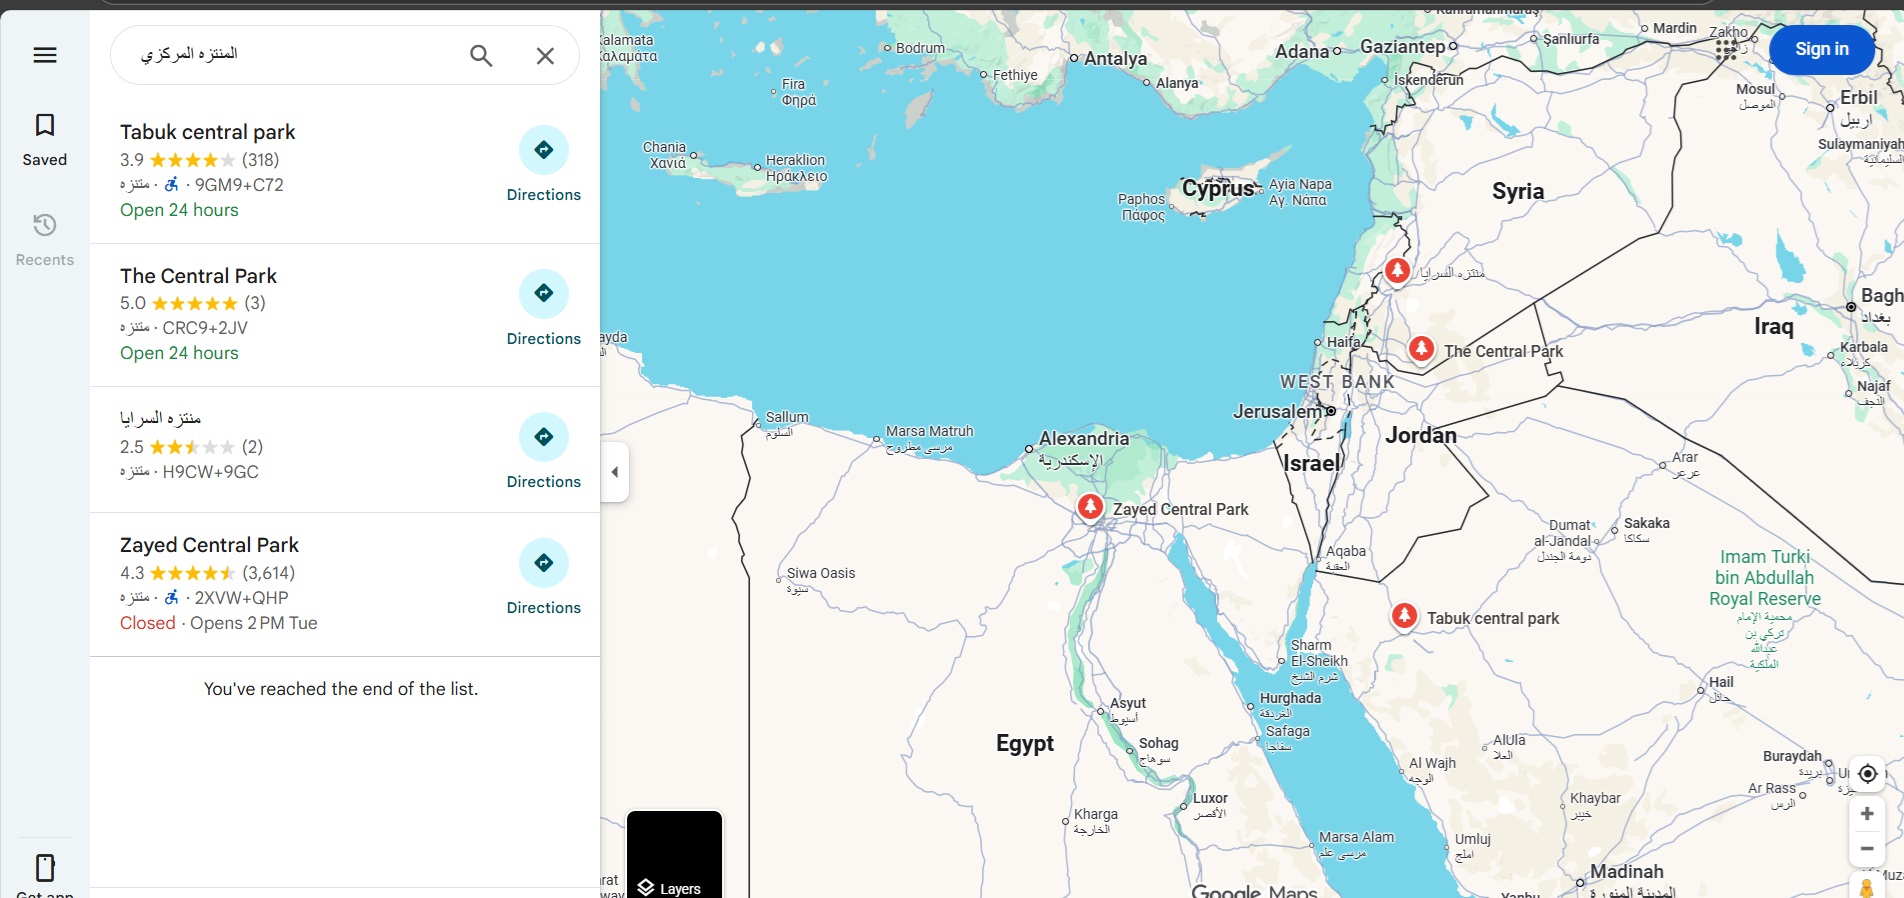 المنتزه المركزي
Saved
Recents
Get app
Tabuk central park
3.9 (318)
متنزه · 9GM9+C72
Open 24 hours
Directions
The Central Park
5.0 (3)
متنزه · CRC9+2JV
Open 24 hours
Directions
منتزه السرايا
2.5 (2)
متنزه · H9CW+9GC
Directions
Zayed Central Park
4.3 (3,614)
متنزه · 2XVW+QHP
Closed · Opens 2 PM Tue
Directions
You've reached the end of the list.
Sign in
Kahramanmaraş
Mardin
Zakho
زاخو
Bodrum
Antalya
Adana
Gaziantep
Şanlıurfa
Kalamata
Καλαμάτα
Fethiye
Alanya
İskenderun
Fira
Φηρά
Mosul
الموصل
Erbil
اربيل
Chania
Χανιά
Heraklion
Ηράκλειο
Sulaymaniyah
السليمانية
Cyprus
Ayia Napa
Αγ. Νάπα
Paphos
Πάφος
Syria
منتزه السرايا
Bagh
بغداد
Iraq
Haifa
The Central Park
Karbala
كربلاء
WEST BANK
Najaf
النجف
Jerusalem
Sallum
السلوم
Marsa Matruh
مرسى مطروح
Alexandria
الإسكندرية
Jordan
Israel
Arar
عرعر
Zayed Central Park
Dumat
al-Jandal
دومة الجندل
Sakaka
سكاكا
Aqaba
العقبة
Siwa Oasis
سيوة
Imam Turki
bin Abdullah
Royal Reserve
محمية الإمام
تركي بن
عبدالله
الملكية
Tabuk central park
Sharm
El-Sheikh
شرم الشيخ
Hail
حائل
Hurghada
الغردقة
Asyut
أسيوط
Safaga
سفاجا
Egypt
Sohag
سوهاج
AlUla
العلا
Al Wajh
الوجه
Buraydah
بريدة
Ar Rass
الرس
Luxor
الأقصر
Khaybar
خيبر
Kharga
الخارجة
Marsa Alam
مرسى علم
Umluj
املج
Madinah
المدينة المنورة
Yanbu
Layers
Google Maps